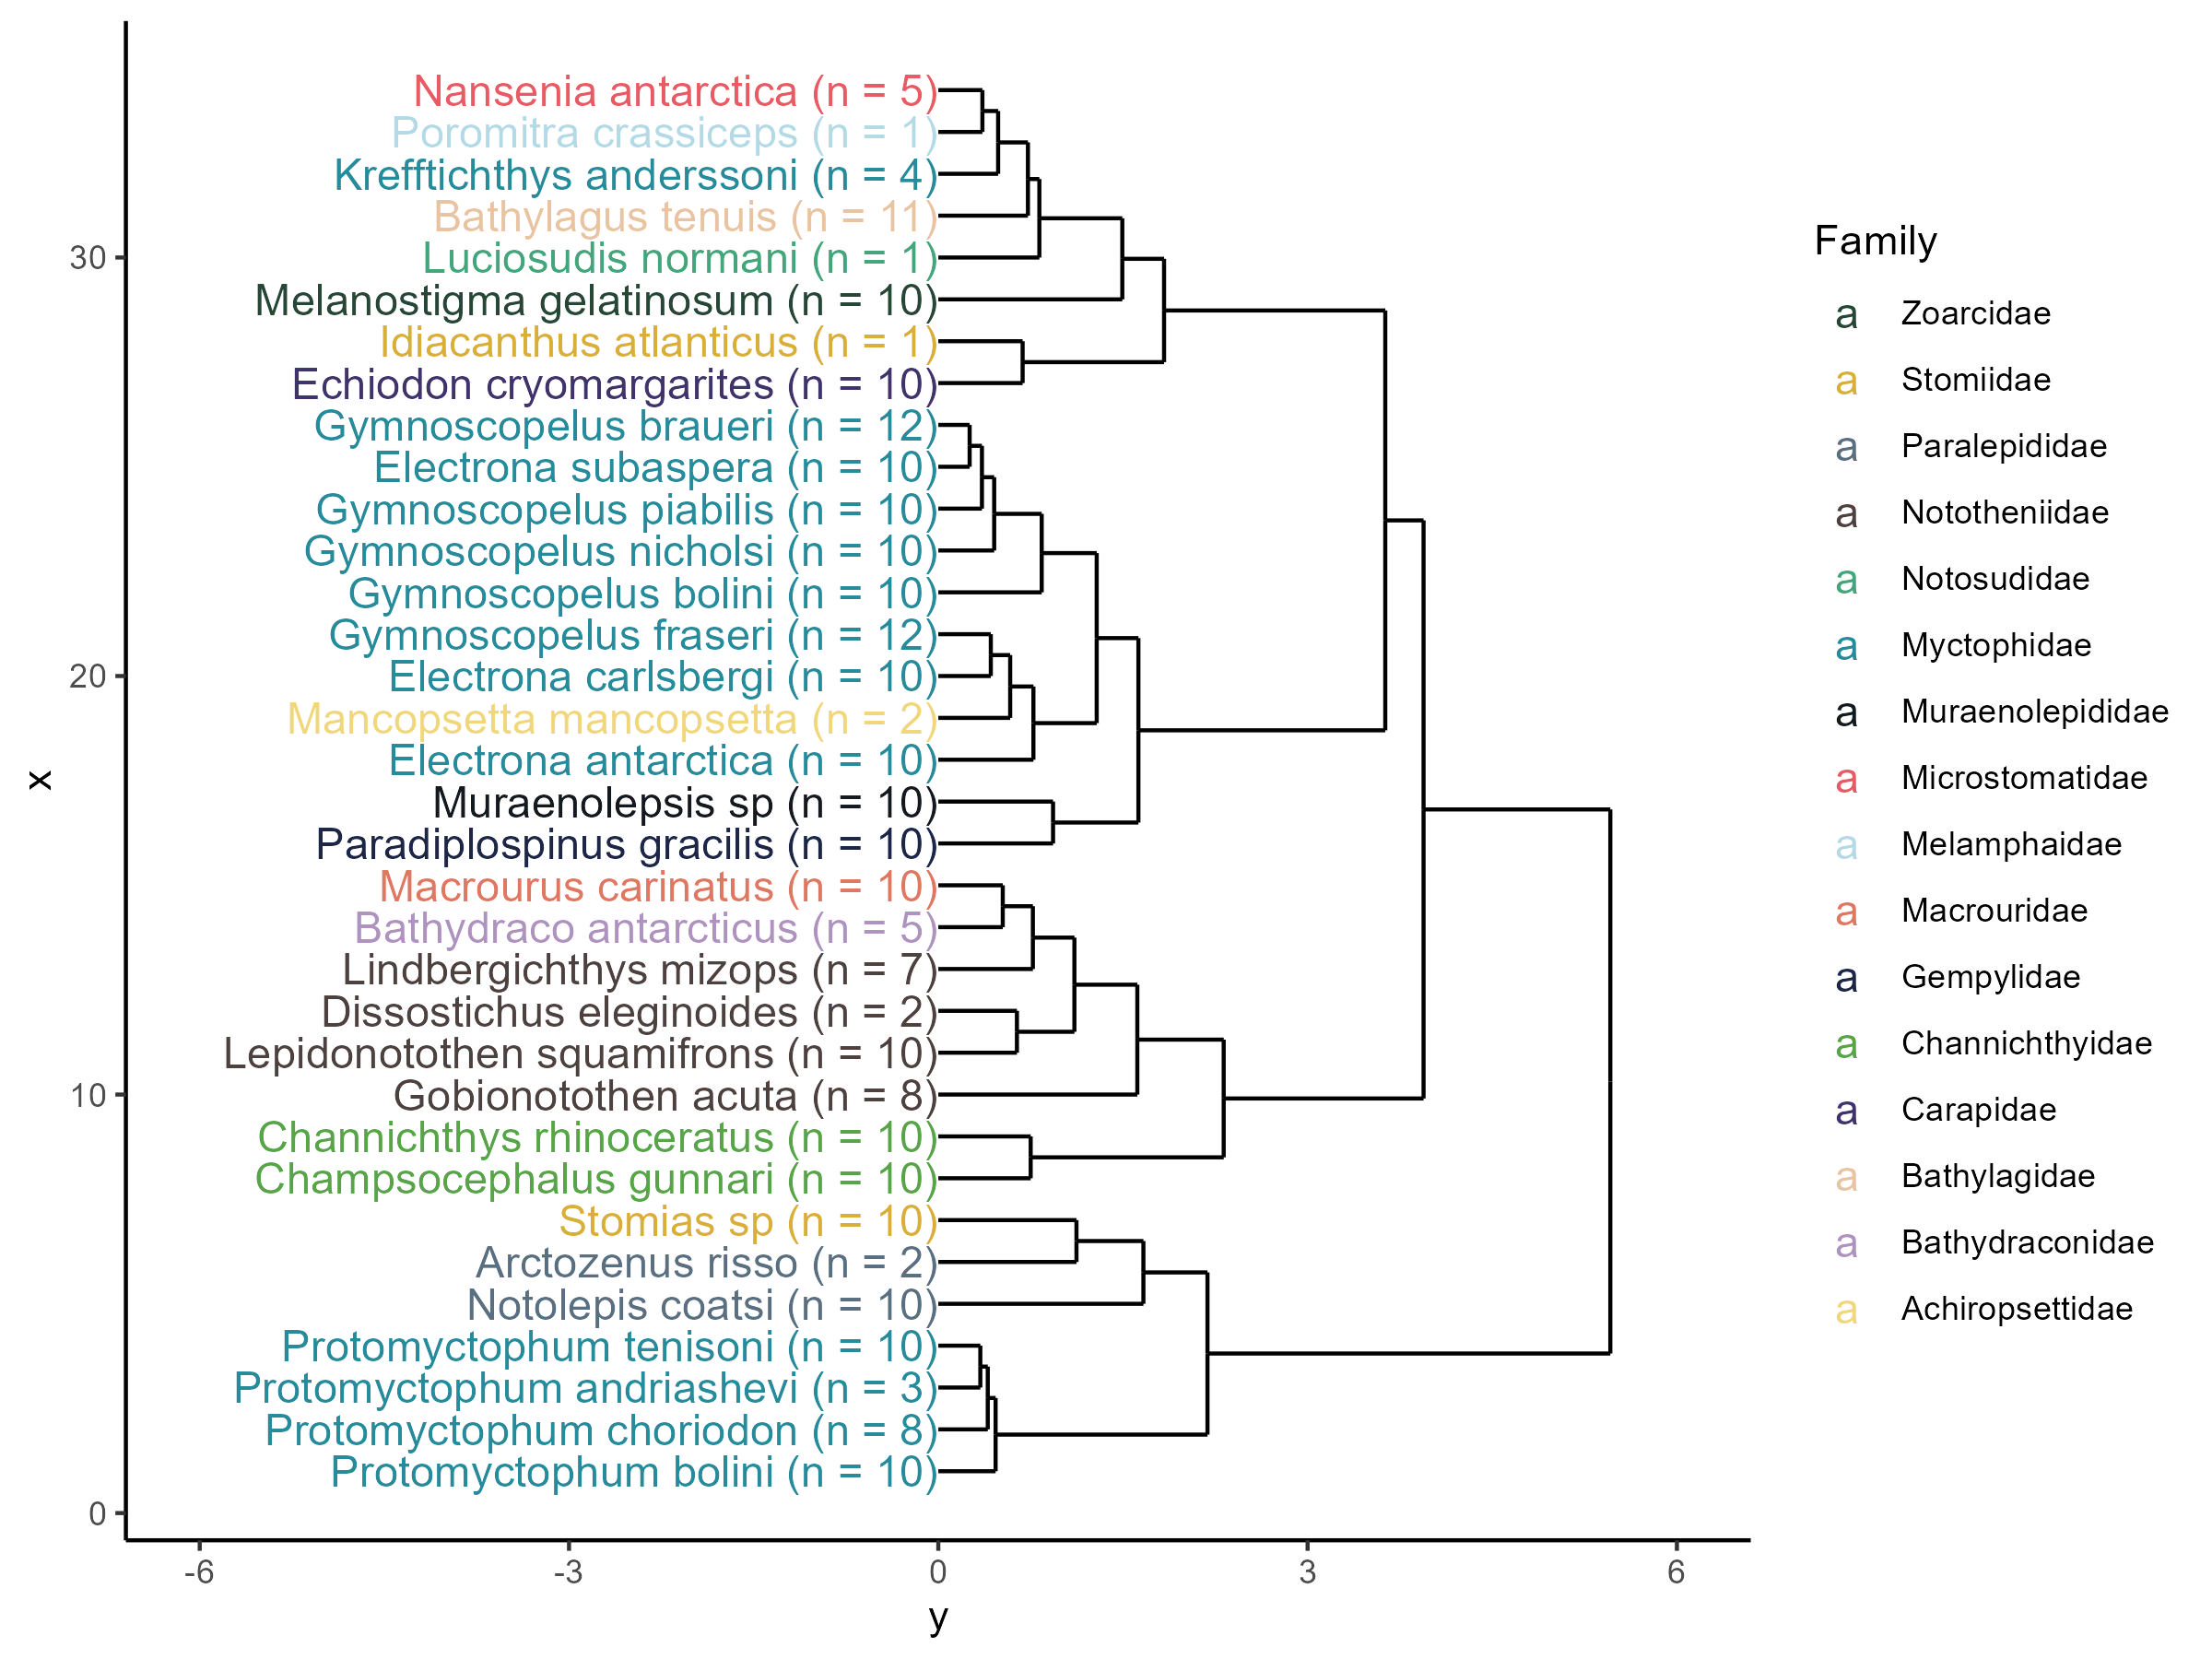 Nansenia antarctica (n = 5)
Poromitra crassiceps (n = 1)
Krefftichthys anderssoni (n = 4)
Bathylagus tenuis (n = 11)
Luciosudis normani (n = 1)
Melanostigma gelatinosum (n = 10)
Idiacanthus atlanticus (n = 1)
Echiodon cryomargarites (n = 10)
Gymnoscopelus braueri (n = 12)
Electrona subaspera (n = 10)
Gymnoscopelus piabilis (n = 10)
Gymnoscopelus nicholsi (n = 10)
Gymnoscopelus bolini (n = 10)
Gymnoscopelus fraseri (n = 12)
Electrona carlsbergi (n = 10)
Mancopsetta mancopsetta (n = 2)
Electrona antarctica (n = 10)
Muraenolepsis sp (n = 10)
Paradiplospinus gracilis (n = 10)
Macrourus carinatus (n = 10)
Bathydraco antarcticus (n = 5)
Lindbergichthys mizops (n = 7)
Dissostichus eleginoides (n = 2)
Lepidonotothen squamifrons (n = 10)
Gobionotothen acuta (n = 8)
Channichthys rhinoceratus (n = 10)
Champsocephalus gunnari (n = 10)
Stomias sp (n = 10)
Arctozenus risso (n = 2)
Notolepis coatsi (n = 10)
Protomyctophum tenisoni (n = 10)
Protomyctophum andriashevi (n = 3)
Protomyctophum choriodon (n = 8)
Protomyctophum bolini (n = 10)
30
20
10
0
x
-6
-3
0
3
6
y
Family
a Zoarcidae
a Stomiidae
a Paralepididae
a Nototheniidae
a Notosudidae
a Myctophidae
a Muraenolepididae
a Microstomatidae
a Melamphaidae
a Macrouridae
a Gempylidae
a Channichthyidae
a Carapidae
a Bathylagidae
a Bathydraconidae
a Achiropsettidae